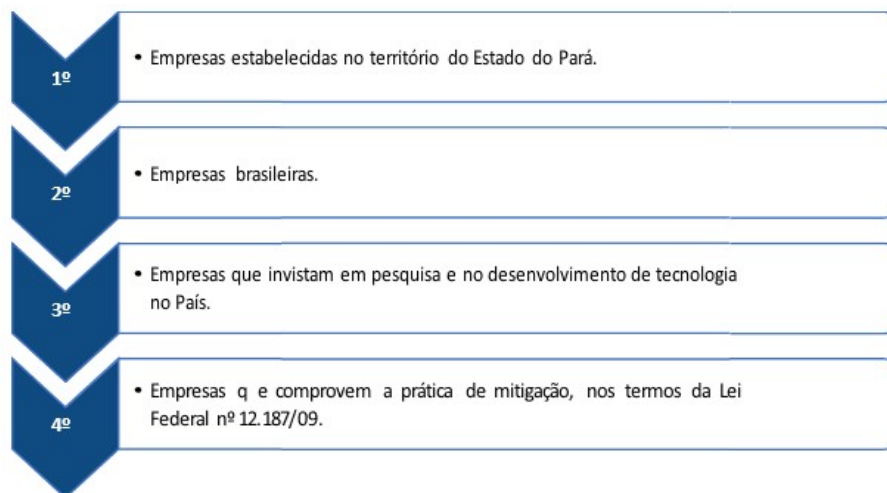 1º
• Empresas estabelecidas no território do Estado do Pará.
2º
• Empresas brasileiras.
3º
• Empresas que invistam em pesquisa e no desenvolvimento de tecnologia
no País.
4º
• Empresas q e comprovem a prática de mitigação, nos termos da Lei
Federal nº 12.187/09.